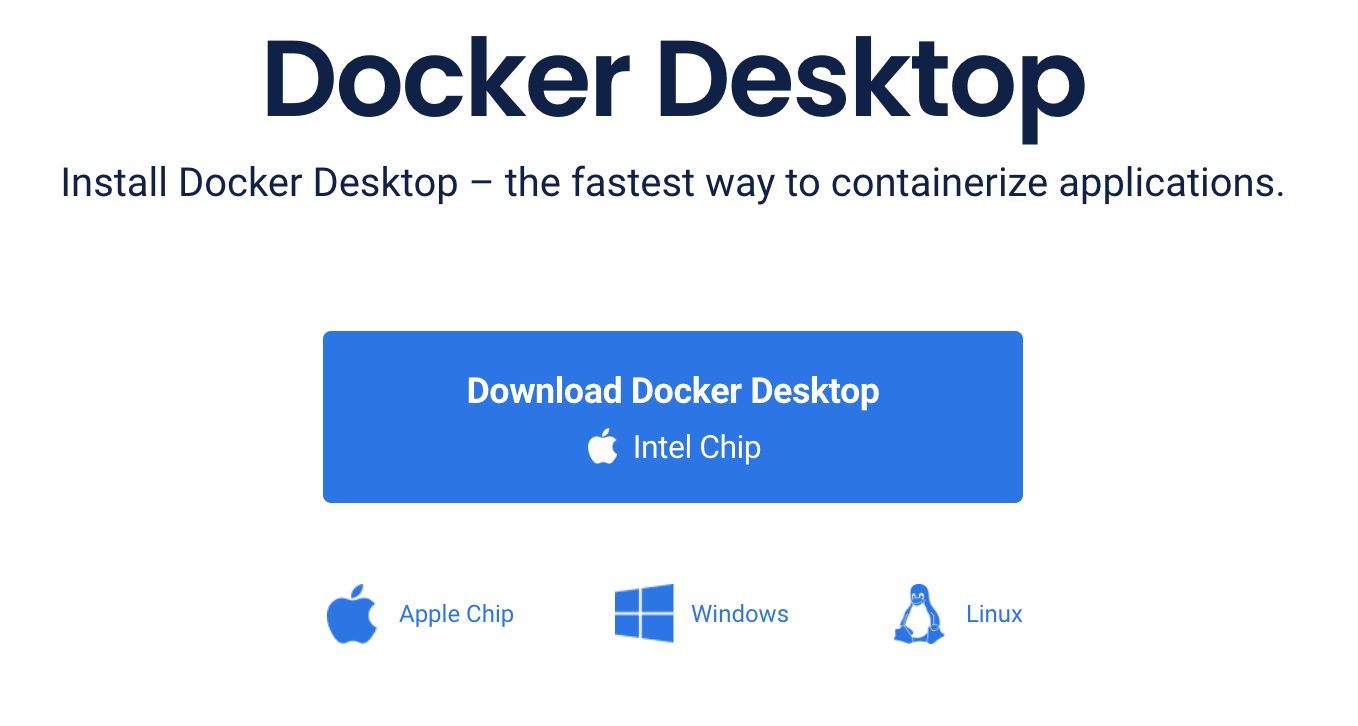 Docker Desktop
Install Docker Desktop – the fastest way to containerize applications.
Download Docker Desktop
Intel Chip
Apple Chip
Windows
Linux